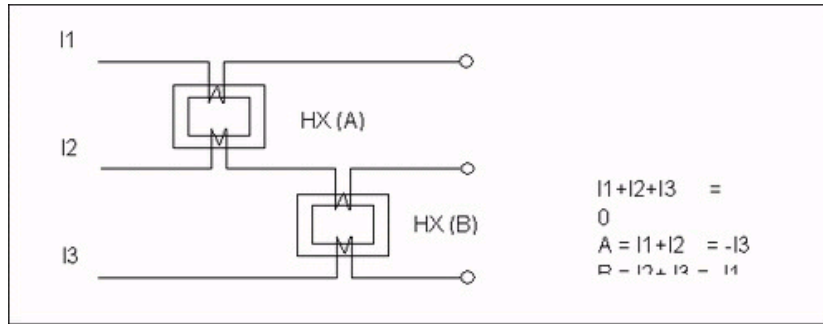 I1
HX (A)
I2
I1+I2+I3 =
0
HX (B)
A = I1+I2 = -I3
I3